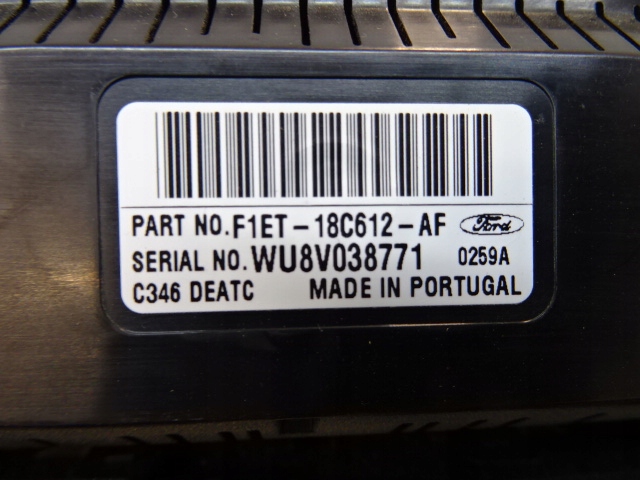 PART NO. F1ET-18C612-AF Ford
SERIAL NO. WU8V038771 0259A
C346 DEATC MADE IN PORTUGAL